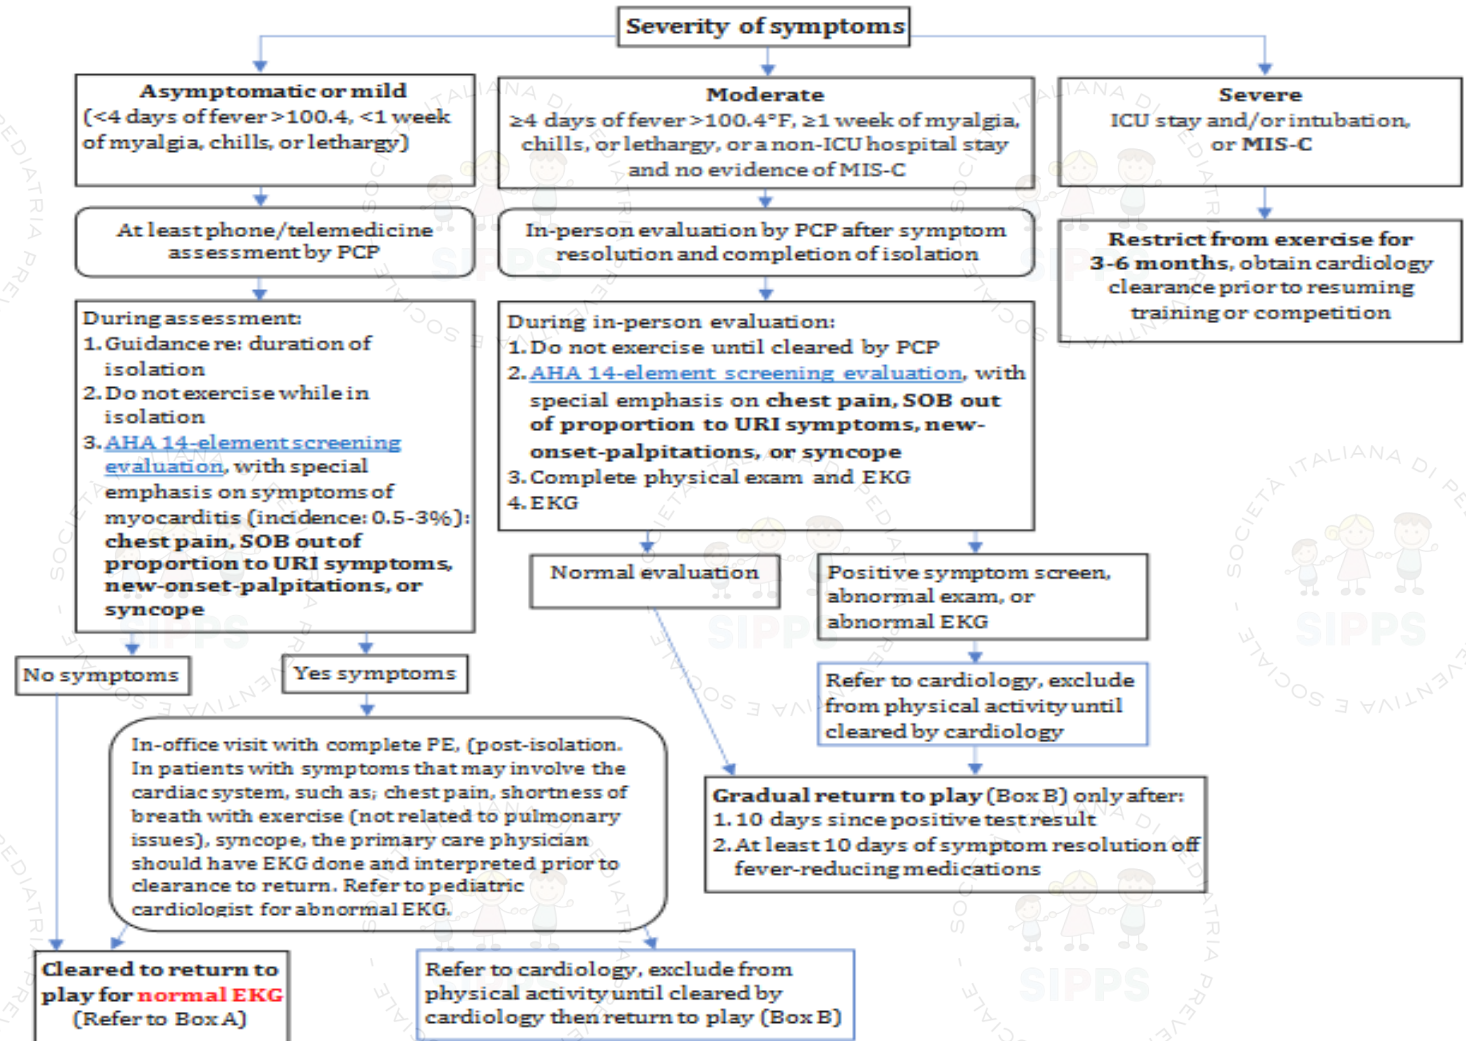 Severity of symptoms
Asymptomatic or mild
(<4 days of fever >100.4, <1 week
of myalgia, chills, or lethargy)
Moderate
≥4 days of fever >100.4°F, ≥1 week of myalgia,
chills, or lethargy, or a non-ICU hospital stay
and no evidence of MIS-C
Severe
ICU stay and/or intubation,
or MIS-C
At least phone/telemedicine
assessment by PCP
In-person evaluation by PCP after symptom
resolution and completion of isolation
Restrict from exercise for
3-6 months, obtain cardiology
clearance prior to resuming
training or competition
During assessment:
1. Guidance re: duration of
isolation
2. Do not exercise while in
isolation
3. AHA 14-element screening
evaluation, with special
emphasis on symptoms of
myocarditis (incidence: 0.5-3%):
chest pain, SOB out of
proportion to URI symptoms,
new-onset-palpitations, or
syncope
During in-person evaluation:
1. Do not exercise until cleared by PCP
2. AHA 14-element screening evaluation, with
special emphasis on chest pain, SOB out
of proportion to URI symptoms, new-
onset-palpitations, or syncope
3. Complete physical exam and EKG
4. EKG
Normal evaluation
Positive symptom screen,
abnormal exam, or
abnormal EKG
No symptoms
Yes symptoms
Refer to cardiology, exclude
from physical activity until
cleared by cardiology
In-office visit with complete PE, (post-isolation.
In patients with symptoms that may involve the
cardiac system, such as; chest pain, shortness of
breath with exercise (not related to pulmonary
issues), syncope, the primary care physician
should have EKG done and interpreted prior to
clearance to return. Refer to pediatric
cardiologist for abnormal EKG.
Gradual return to play (Box B) only after:
1. 10 days since positive test result
2. At least 10 days of symptom resolution off
fever-reducing medications
Cleared to return to
play for normal EKG
(Refer to Box A)
Refer to cardiology, exclude from
physical activity until cleared by
cardiology then return to play (Box B)
SOCIETÀ ITALIANA DI PEDIATRIA PREVENTIVA E SOCIALE
SIPPS